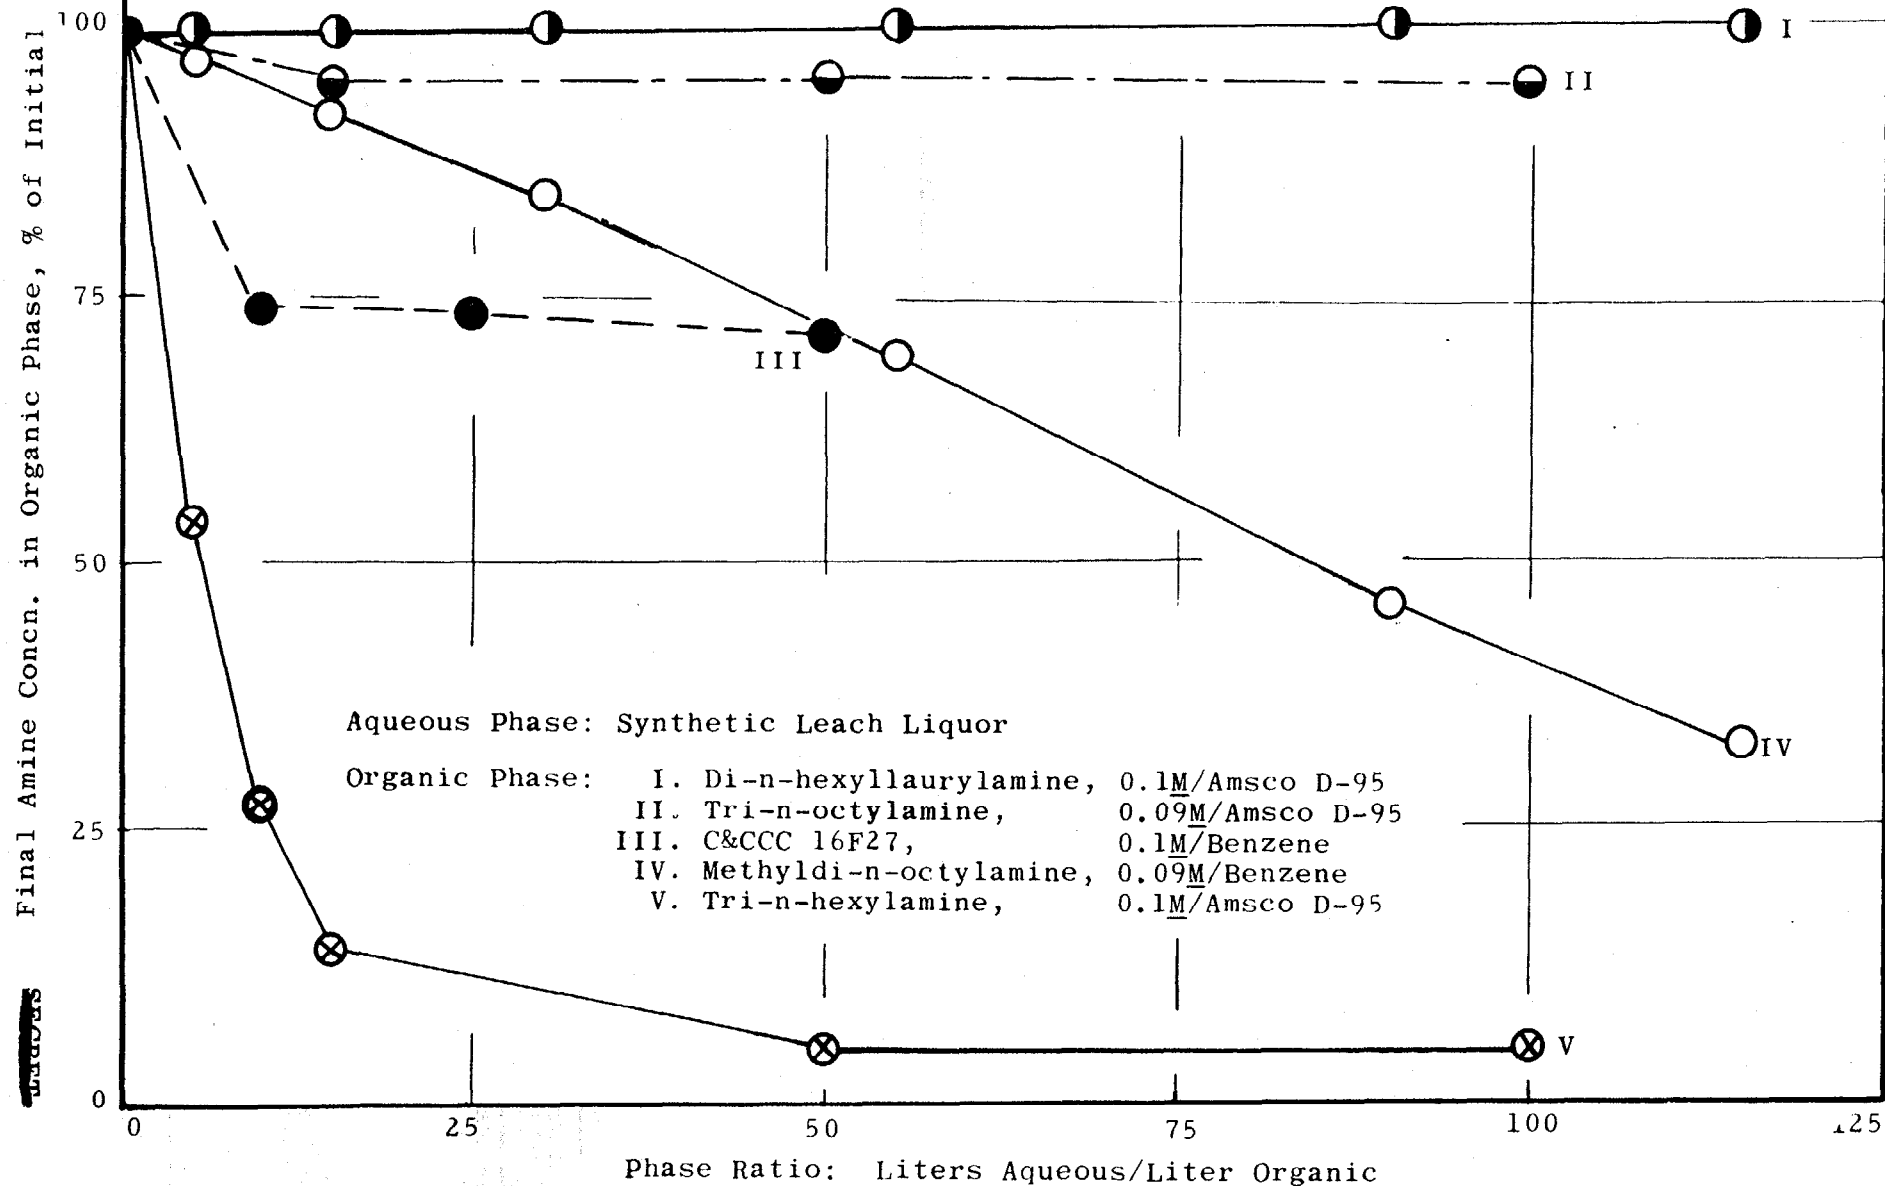 Final Amine Concn. in Organic Phase, % of Initial
100
75
50
25
0
I
II
III
IV
V
Aqueous Phase: Synthetic Leach Liquor
Organic Phase: I. Di-n-hexyllaurylamine, 0.1M/Amsco D-95
II. Tri-n-octylamine, 0.09M/Amsco D-95
III. C&CCC 16F27, 0.1M/Benzene
IV. Methyldi-n-octylamine, 0.09M/Benzene
V. Tri-n-hexylamine, 0.1M/Amsco D-95
0 25 50 75 100 125
Phase Ratio: Liters Aqueous/Liter Organic